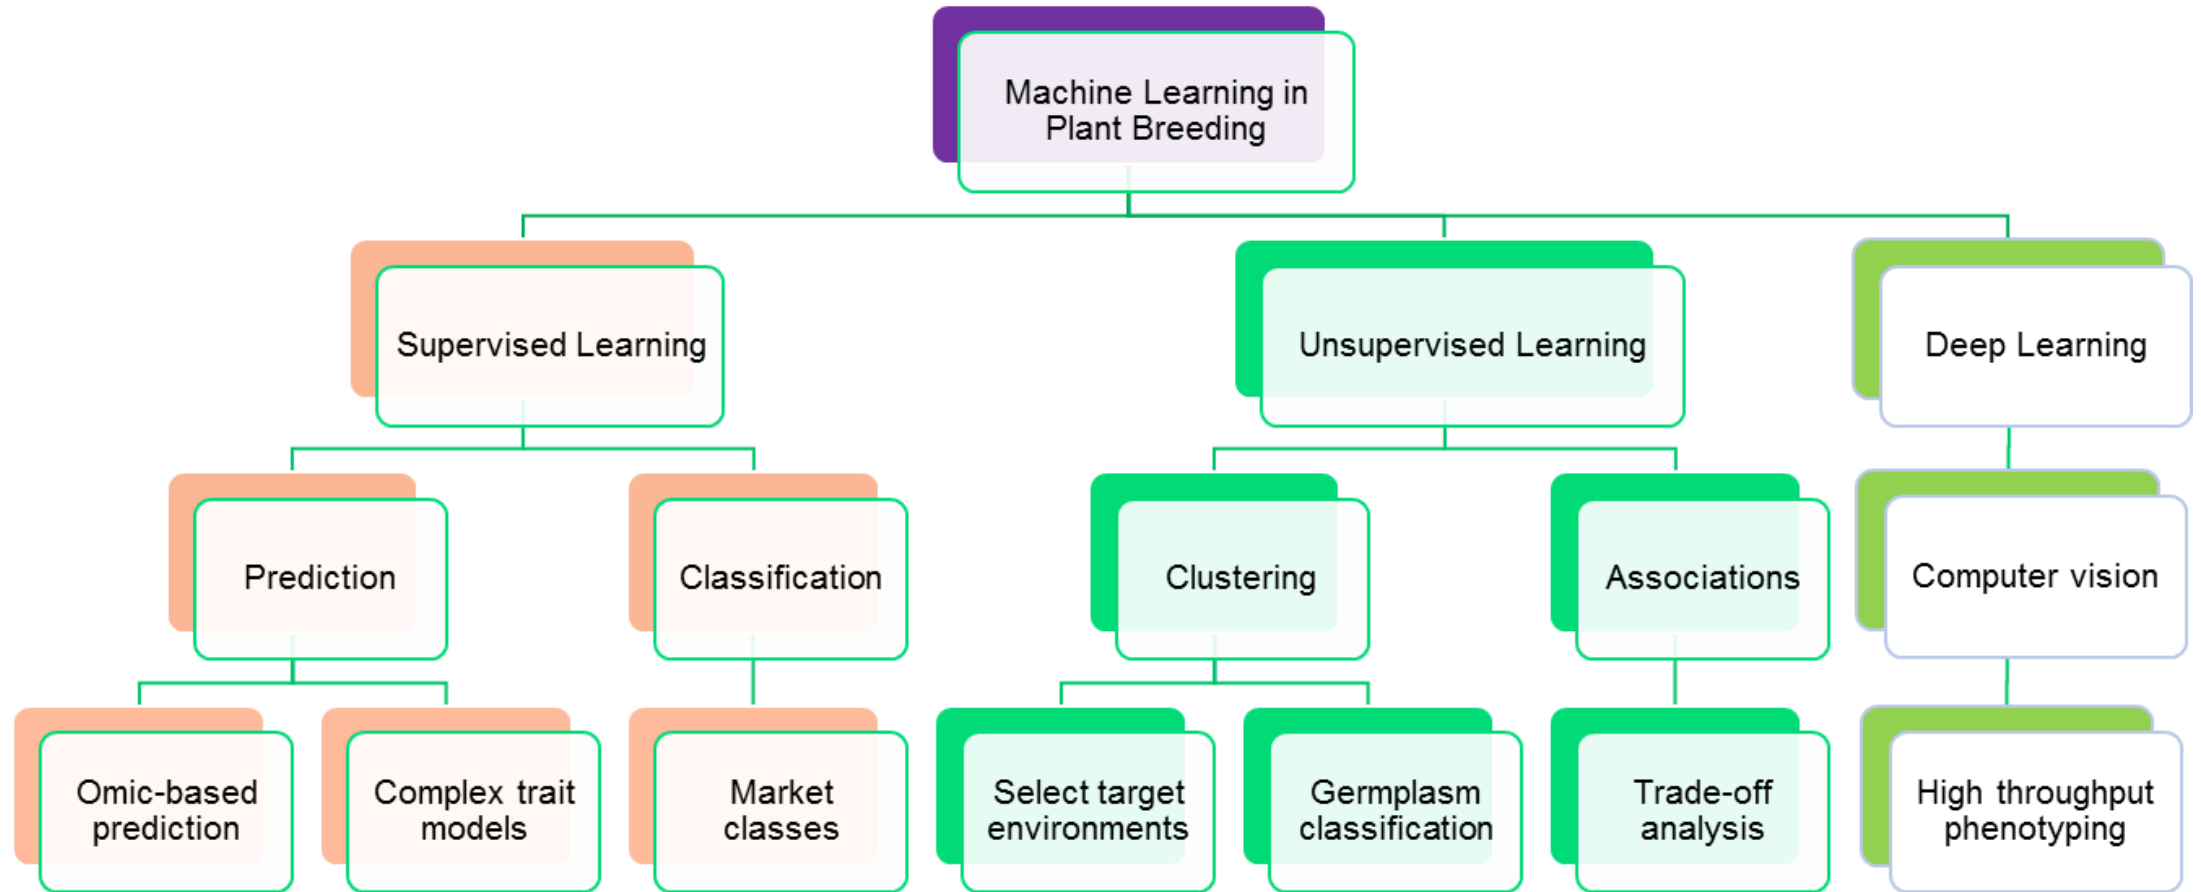 Machine Learning in
Plant Breeding
Supervised Learning
Unsupervised Learning
Deep Learning
Prediction
Classification
Clustering
Associations
Computer vision
Omic-based
prediction
Complex trait
models
Market
classes
Select target
environments
Germplasm
classification
Trade-off
analysis
High throughput
phenotyping